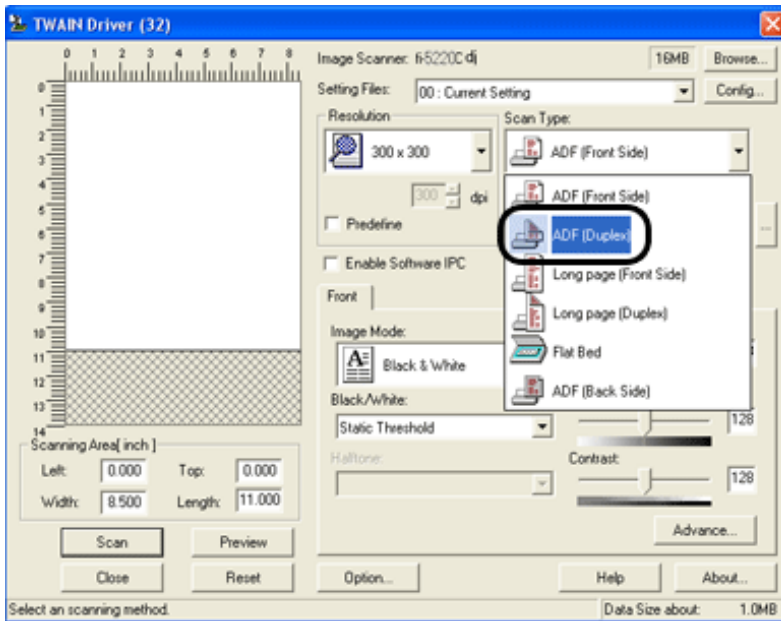 TWAIN Driver (32)
Image Scanner: fi-5220C dj 16MB Browse...
Setting Files: 00 : Current Setting Config...
0 1 2 3 4 5 6 7 8
0
1
2
3
4
5
6
7
8
9
10
11
12
13
14
Resolution
300 x 300
300 dpi
Predefine
Enable Software IPC
Scan Type:
ADF (Front Side)
ADF (Front Side)
ADF (Duplex)
Long page (Front Side)
Long page (Duplex)
Flat Bed
ADF (Back Side)
...
Front
Image Mode:
Black & White
Black/White:
Static Threshold
128
Halftone:
Contrast:
128
Advance...
Scanning Area[ inch ]
Left: 0.000 Top: 0.000
Width: 8.500 Length: 11.000
Scan Preview
Close Reset Option... Help About...
Select an scanning method. Data Size about: 1.0MB